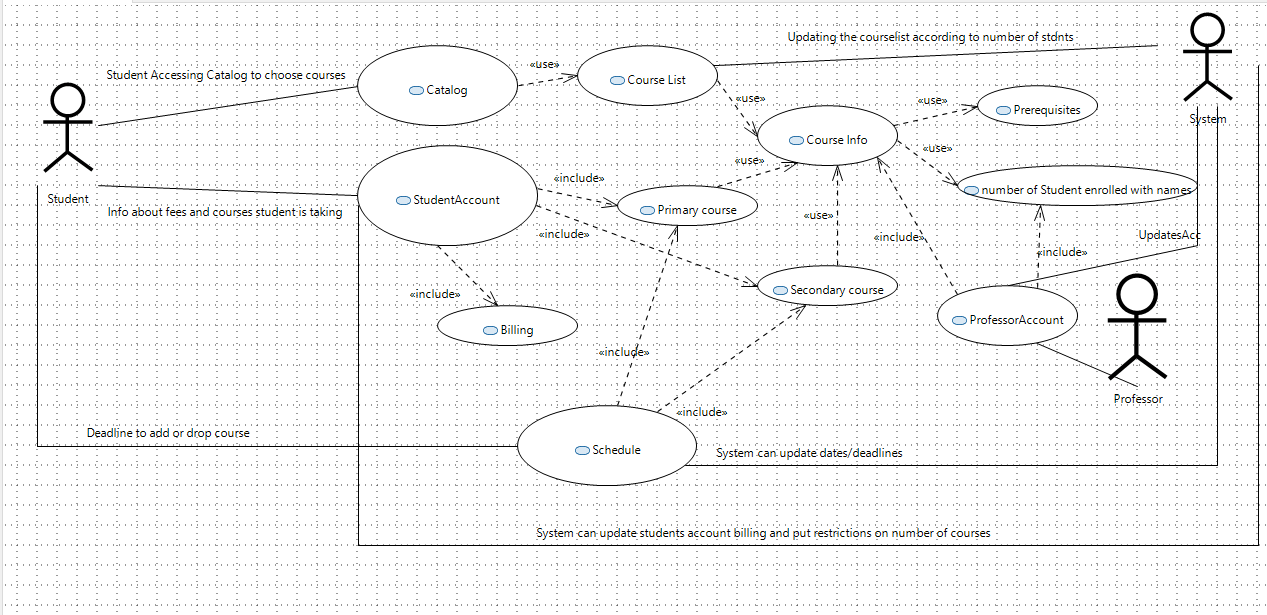 Updating the courselist according to number of stdnts
«use»
Student Accessing Catalog to choose courses
Course List
Catalog
«use»
«use»
Prerequisites
System
Course Info
«use»
«use»
«include»
number of Student enrolled with names
Student
StudentAccount
Primary course
Info about fees and courses student is taking
«use»
«include»
«include»
UpdatesAcc
«include»
Secondary course
«include»
Billing
ProfessorAccount
«include»
Professor
«include»
Deadline to add or drop course
Schedule
System can update dates/deadlines
System can update students account billing and put restrictions on number of courses